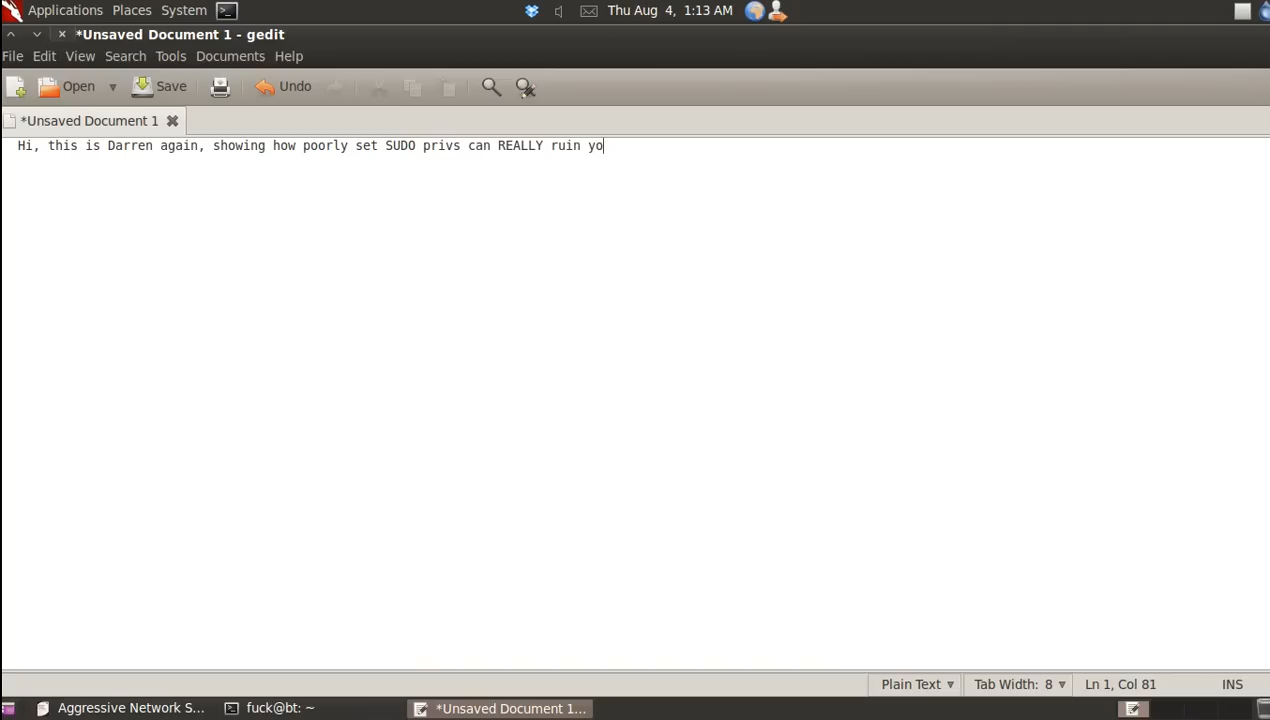 Applications Places System Thu Aug 4, 1:13 AM
*Unsaved Document 1 - gedit
File Edit View Search Tools Documents Help
Open Save Undo
*Unsaved Document 1
Hi, this is Darren again, showing how poorly set SUDO privs can REALLY ruin yo
Plain Text Tab Width: 8 Ln 1, Col 81 INS
Aggressive Network S... fuck@bt: ~ *Unsaved Document 1...